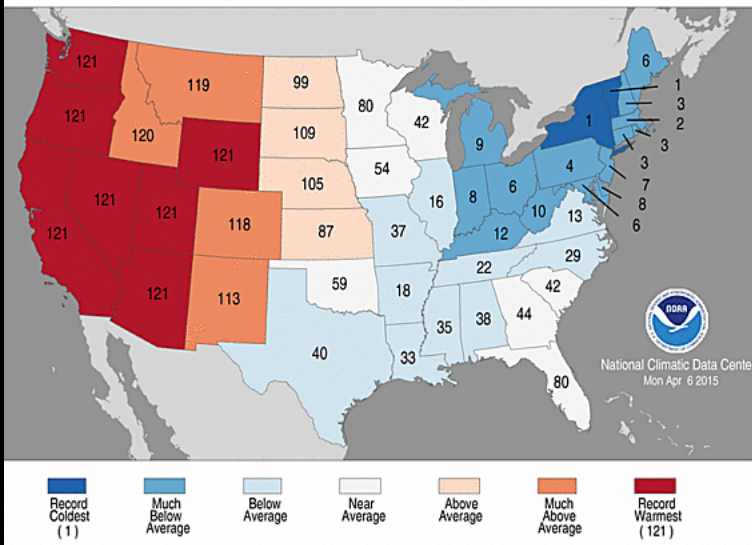 121
6
119
99
1
80
121
109
42
3
1
2
120
9
121
3
54
4
105
7
6
8
16
8
121
121
10
118
37
87
13
6
121
12
29
59
22
121
113
18
42
44
35
38
40
33
80
NOAA
National Climatic Data Cente
Mon Apr 6 2015
Record
Coldest
(1)
Much
Below
Average
Below
Average
Near
Average
Above
Average
Much
Above
Average
Record
Warmest
(121)